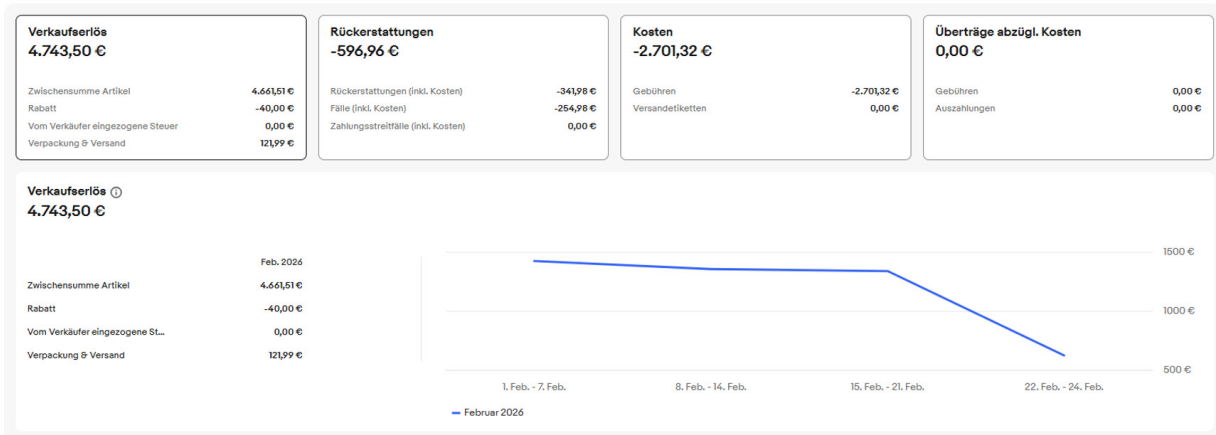 Verkaufserlös
4.743,50 €
Zwischensumme Artikel 4.661,51 €
Rabatt -40,00 €
Vom Verkäufer eingezogene Steuer 0,00 €
Verpackung & Versand 121,99 €
Rückerstattungen
-596,96 €
Rückerstattungen (inkl. Kosten) -341,98 €
Fälle (inkl. Kosten) -254,98 €
Zahlungsstreitfälle (inkl. Kosten) 0,00 €
Kosten
-2.701,32 €
Gebühren -2.701,32 €
Versandetiketten 0,00 €
Überträge abzügl. Kosten
0,00 €
Gebühren 0,00 €
Auszahlungen 0,00 €
Verkaufserlös
4.743,50 €
Feb. 2026
Zwischensumme Artikel 4.661,51 €
Rabatt -40,00 €
Vom Verkäufer eingezogene St... 0,00 €
Verpackung & Versand 121,99 €
1500 €
1000 €
500 €
1. Feb. - 7. Feb. 8. Feb. - 14. Feb. 15. Feb. - 21. Feb. 22. Feb. - 24. Feb.
Februar 2026